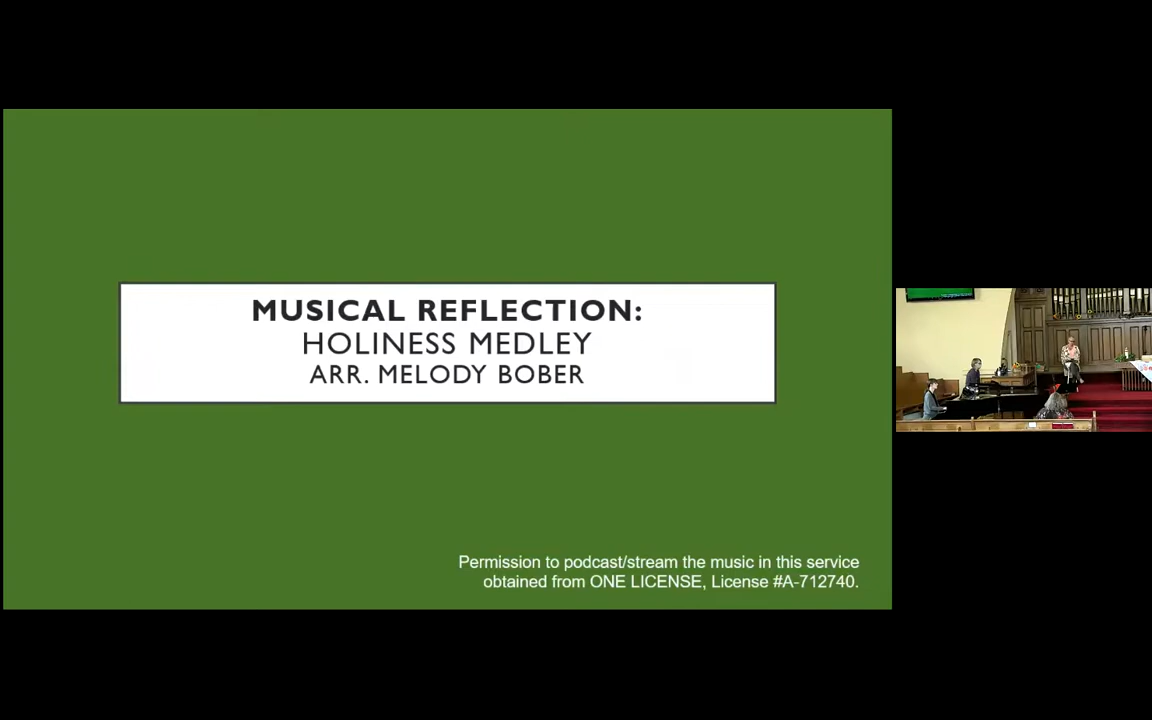 MUSICAL REFLECTION:
HOLINESS MEDLEY
ARR. MELODY BOBER
Permission to podcast/stream the music in this service
obtained from ONE LICENSE, License #A-712740.